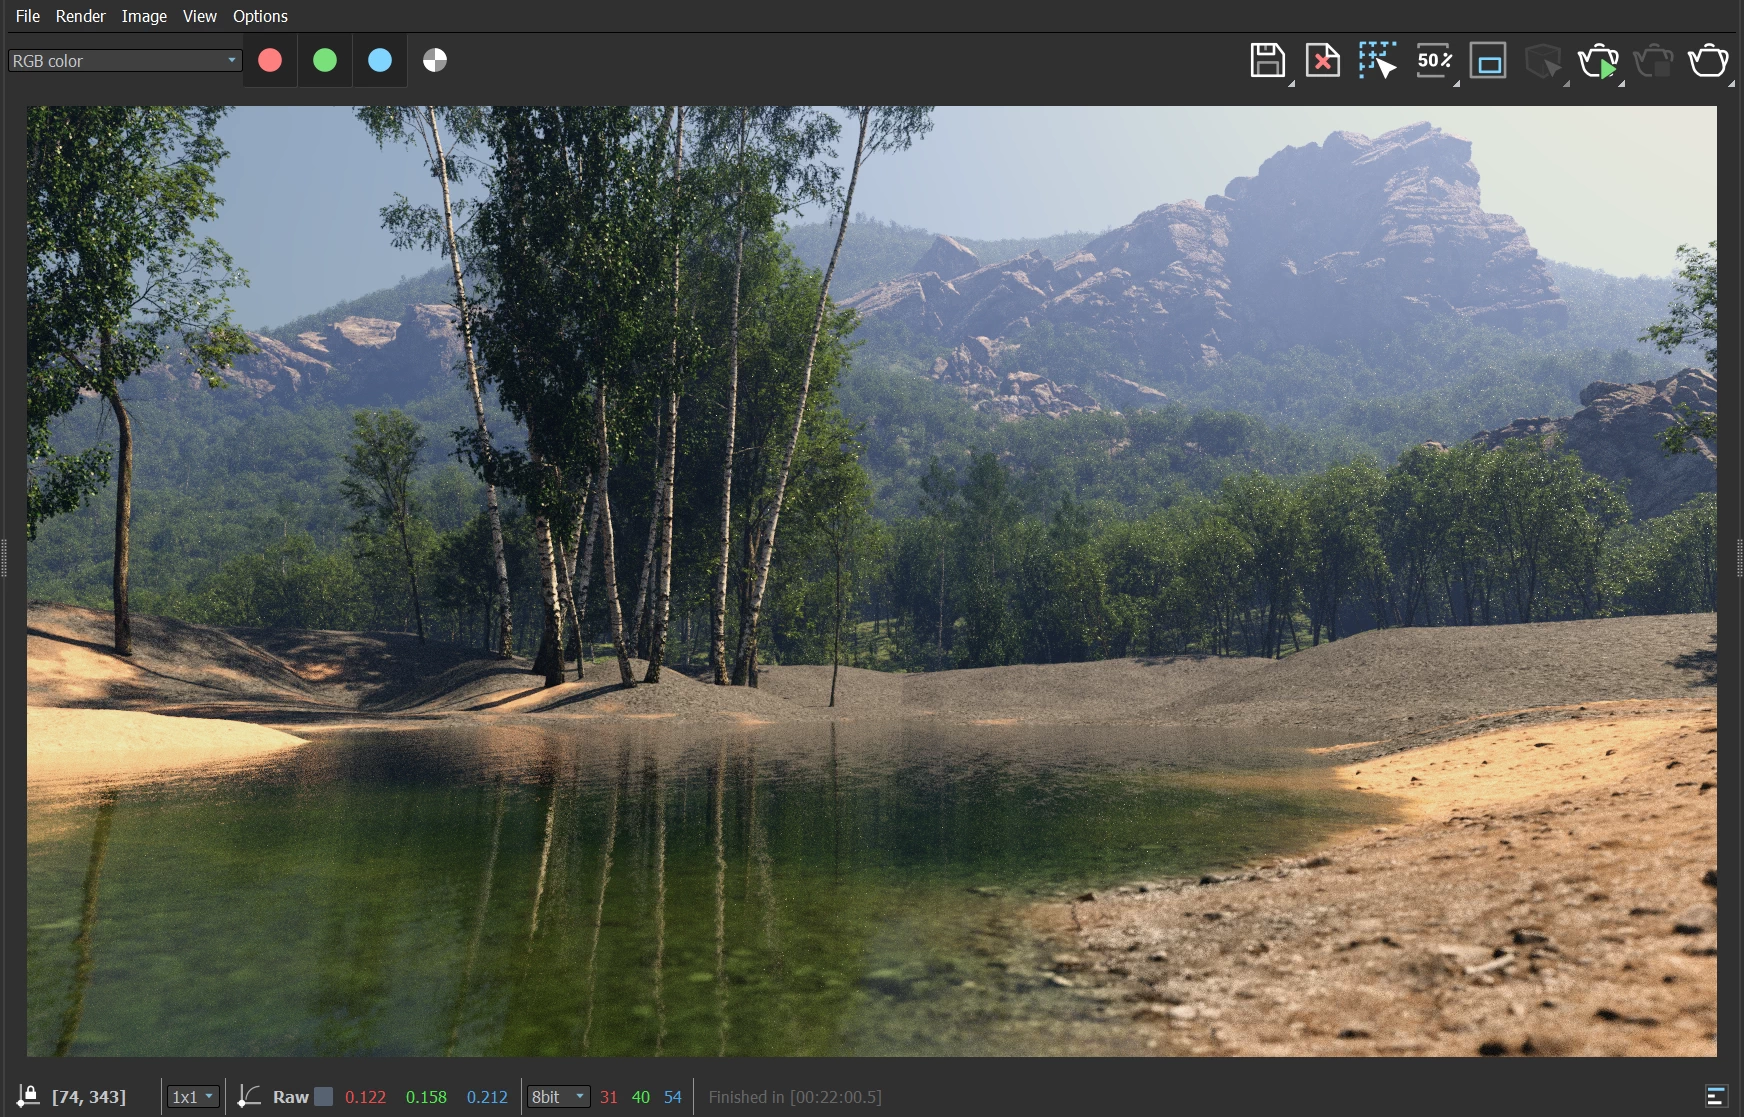 File Render Image View Options
RGB color
50%
[74, 343] 1x1 Raw 0.122 0.158 0.212 8bit 31 40 54 Finished in [00:22:00.5]